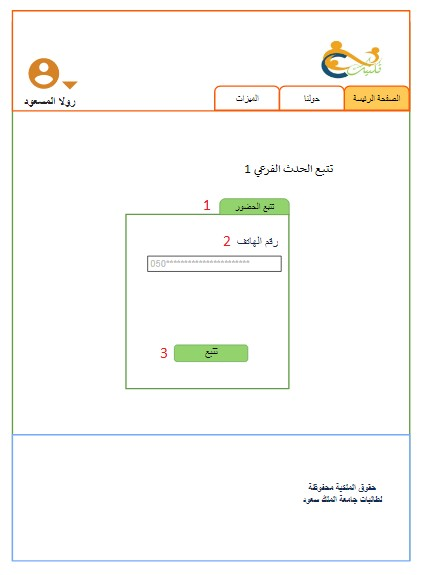 فلبيتك
رولا المسعود
الصفحة الرئيسة
حولنا
الميزات
تتبع الحدث الفرعي 1
تتبع الحضور 1
رقم الهاتف 2
050***********************
تتبع 3
حقوق الملكية محفوظة
لطالبات جامعة الملك سعود